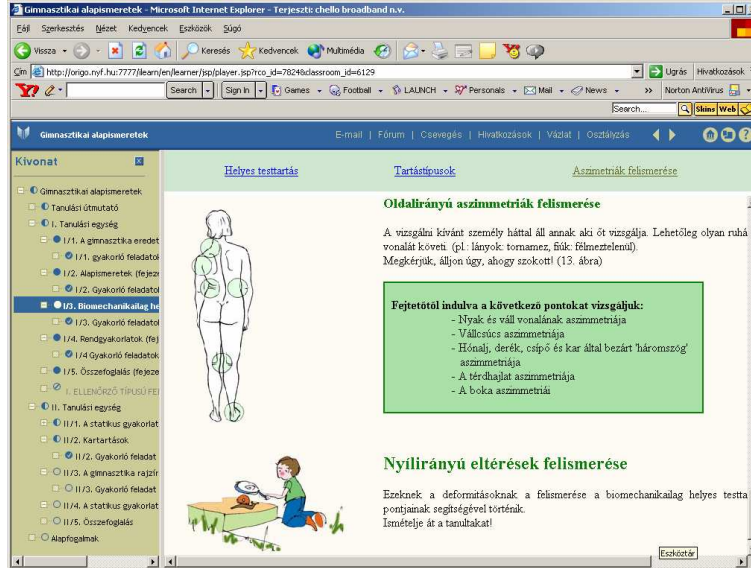 Gimnasztikai alapismeretek - Microsoft Internet Explorer - Terjeszti: chello broadband n.v.
Fájl Szerkesztés Nézet Kedvencek Eszközök Súgó
Vissza Keresés Kedvencek Multimédia
Cím http://origo.nyf.hu:7777/ilearn/en/learner/jsp/player.jsp?rco_id=7824&classroom_id=6129 Ugrás Hivatkozások
Y! Search Sign In Games Football LAUNCH Personals Mail News Norton AntiVirus
Search... Skins Web
Gimnasztikai alapismeretek E-mail | Fórum | Csevegés | Hivatkozások | Vázlat | Osztályzás
Kivonat
Gimnasztikai alapismeretek
Tanulási útmutató
I. Tanulási egység
I/1. A gimnasztika eredet
I/1. gyakorló feladatok
I/2. Alapismeretek (feje
I/2. Gyakorló feladatol
I/3. Biomechanikailag he
I/3. Gyakorló feladatol
I/4. Rendgyakorlatok (fej
I/4 Gyakorló feladatok
I/5. Összefoglalás (fejeze
I. ELLENŐRZŐ TÍPUSÚ FE
II. Tanulási egység
II/1. A statikus gyakorlat
II/2. Kartartások
II/2. Gyakorló feladat
II/3. A gimnasztika rajzír
II/3. Gyakorló feladat
II/4. A statikus gyakorlat
II/5. Összefoglalás
Alapfogalmak
Helyes testtartás Tartástípusok Aszimetriák felismerése
Oldalirányú aszimmetriák felismerése
A vizsgálni kívánt személy háttal áll annak aki őt vizsgálja. Lehetőleg olyan ruhá
vonalát követi. (pl.: lányok: tornamez, fiúk: félmeztelenül).
Megkérjük, álljon úgy, ahogy szokott! (13. ábra)
Fejtetőtől indulva a következő pontokat vizsgáljuk:
- Nyak és váll vonalának aszimmetriája
- Vállcsúcs aszimmetriája
- Hónalj, derék, csípő és kar által bezárt 'háromszög'
aszimmetriája
- A térdhajlat aszimmetriája
- A boka aszimmetriái
Nyílirányú eltérések felismerése
Ezeknek a deformitásoknak a felismerése a biomechanikailag helyes testta
pontjainak segítségével történik.
Ismételje át a tanultakat!
Eszköztár